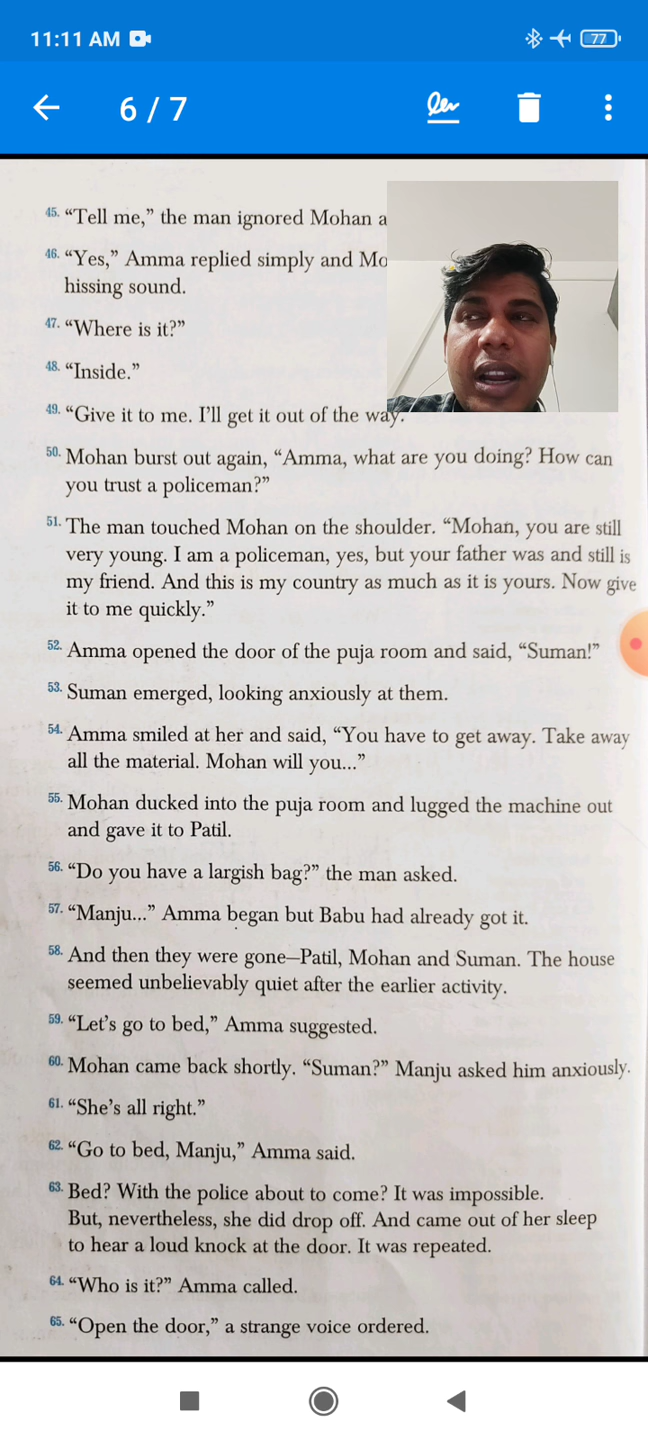 11:11 AM
77
6 / 7
45. “Tell me,” the man ignored Mohan a
46. “Yes,” Amma replied simply and Mo
hissing sound.
47. “Where is it?”
48. “Inside.”
49. “Give it to me. I’ll get it out of the way.
50. Mohan burst out again, “Amma, what are you doing? How can
you trust a policeman?”
51. The man touched Mohan on the shoulder. “Mohan, you are still
very young. I am a policeman, yes, but your father was and still is
my friend. And this is my country as much as it is yours. Now give
it to me quickly.”
52. Amma opened the door of the puja room and said, “Suman!”
53. Suman emerged, looking anxiously at them.
54. Amma smiled at her and said, “You have to get away. Take away
all the material. Mohan will you...”
55. Mohan ducked into the puja room and lugged the machine out
and gave it to Patil.
56. “Do you have a largish bag?” the man asked.
57. “Manju...” Amma began but Babu had already got it.
58. And then they were gone—Patil, Mohan and Suman. The house
seemed unbelievably quiet after the earlier activity.
59. “Let’s go to bed,” Amma suggested.
60. Mohan came back shortly. “Suman?” Manju asked him anxiously.
61. “She’s all right.”
62. “Go to bed, Manju,” Amma said.
63. Bed? With the police about to come? It was impossible.
But, nevertheless, she did drop off. And came out of her sleep
to hear a loud knock at the door. It was repeated.
64. “Who is it?” Amma called.
65. “Open the door,” a strange voice ordered.